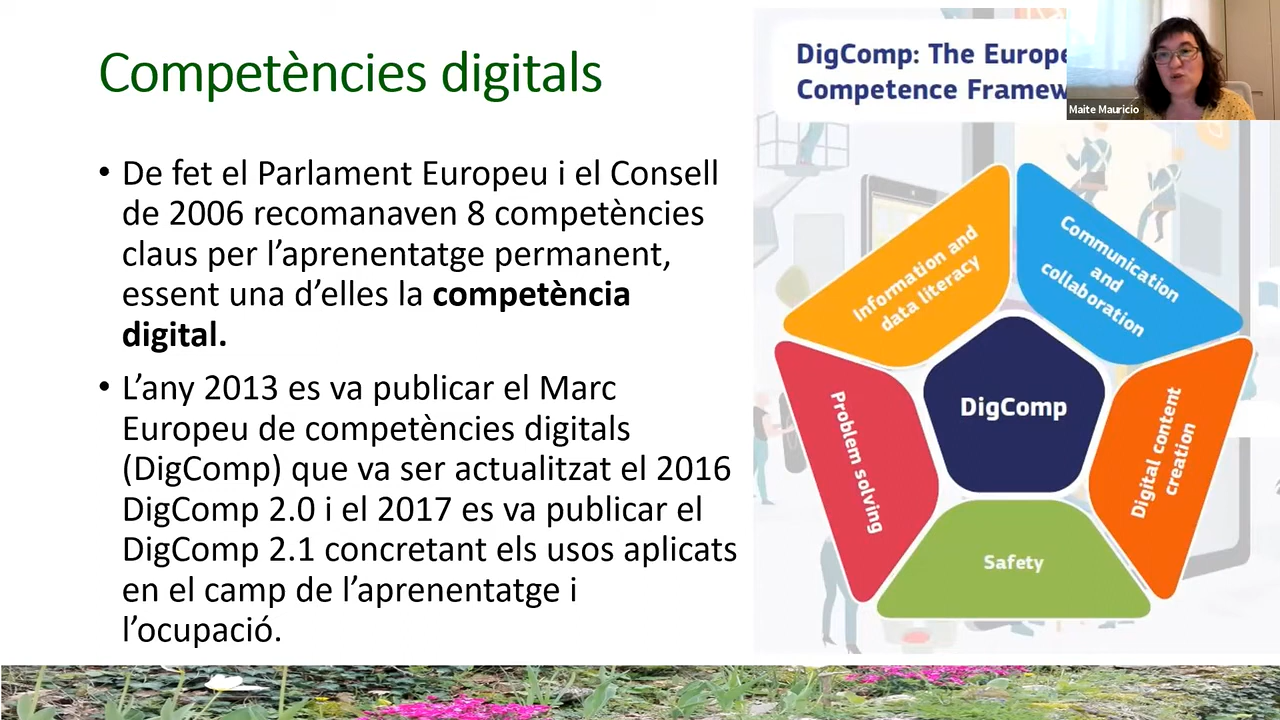 Competències digitals
• De fet el Parlament Europeu i el Consell
de 2006 recomanaven 8 competències
claus per l’aprenentatge permanent,
essent una d’elles la competència
digital.
• L’any 2013 es va publicar el Marc
Europeu de competències digitals
(DigComp) que va ser actualitzat el 2016
DigComp 2.0 i el 2017 es va publicar el
DigComp 2.1 concretant els usos aplicats
en el camp de l’aprenentatge i
l’ocupació.
DigComp: The Europe
Competence Framew
Maite Mauricio
Information and
data literacy
Communication
and
collaboration
Problem solving
DigComp
Digital content
creation
Safety